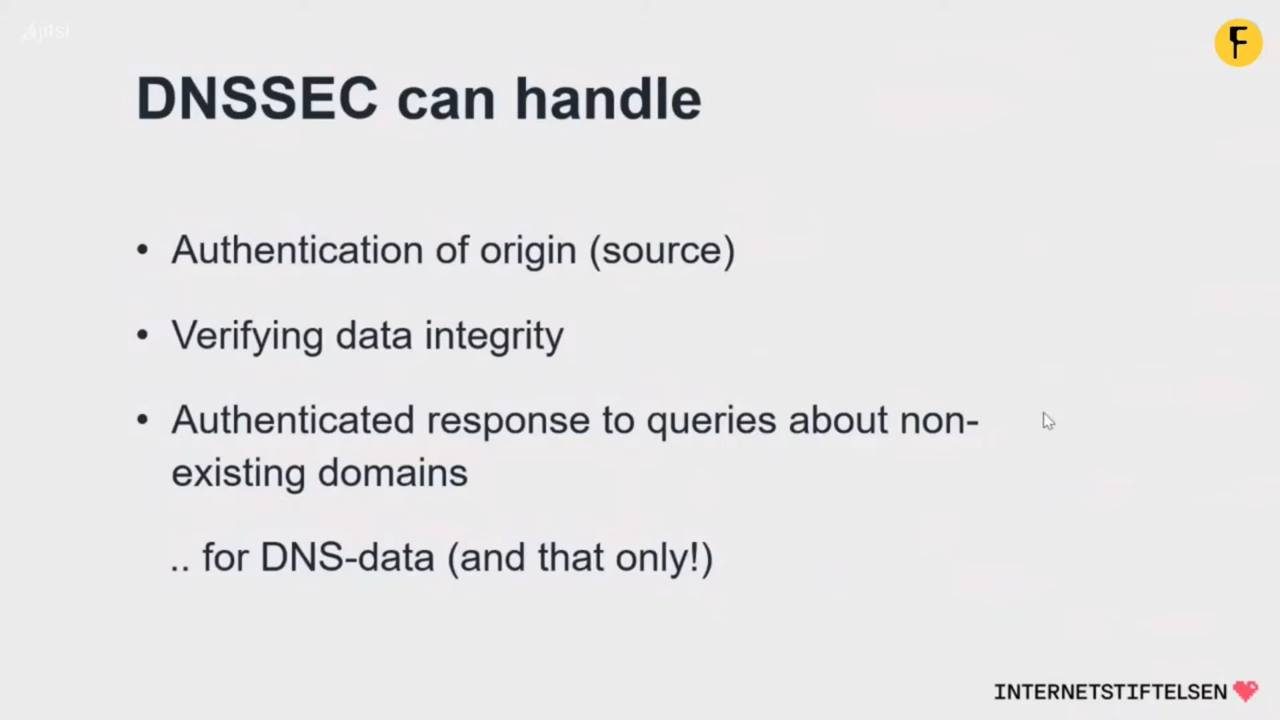 jitsi
DNSSEC can handle
• Authentication of origin (source)
• Verifying data integrity
• Authenticated response to queries about non-
existing domains
.. for DNS-data (and that only!)
INTERNETSTIFTELSEN